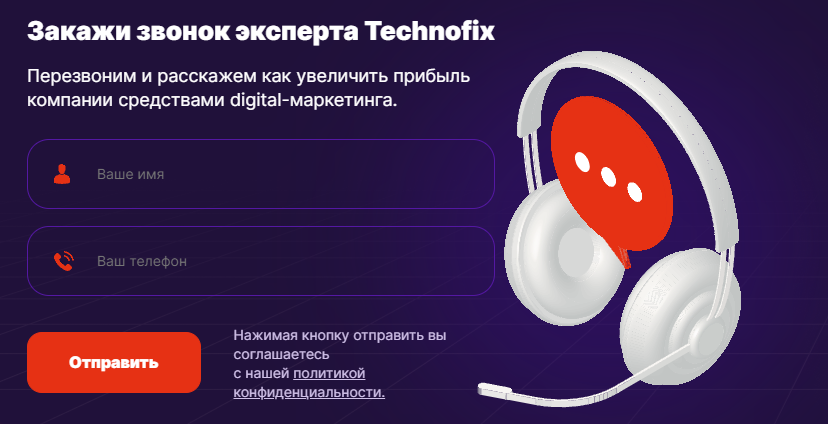 Закажи звонок эксперта Technofix
Перезвоним и расскажем как увеличить прибыль
компании средствами digital-маркетинга.
Ваше имя
Ваш телефон
Отправить
Нажимая кнопку отправить вы
соглашаетесь
с нашей политикой
конфиденциальности.